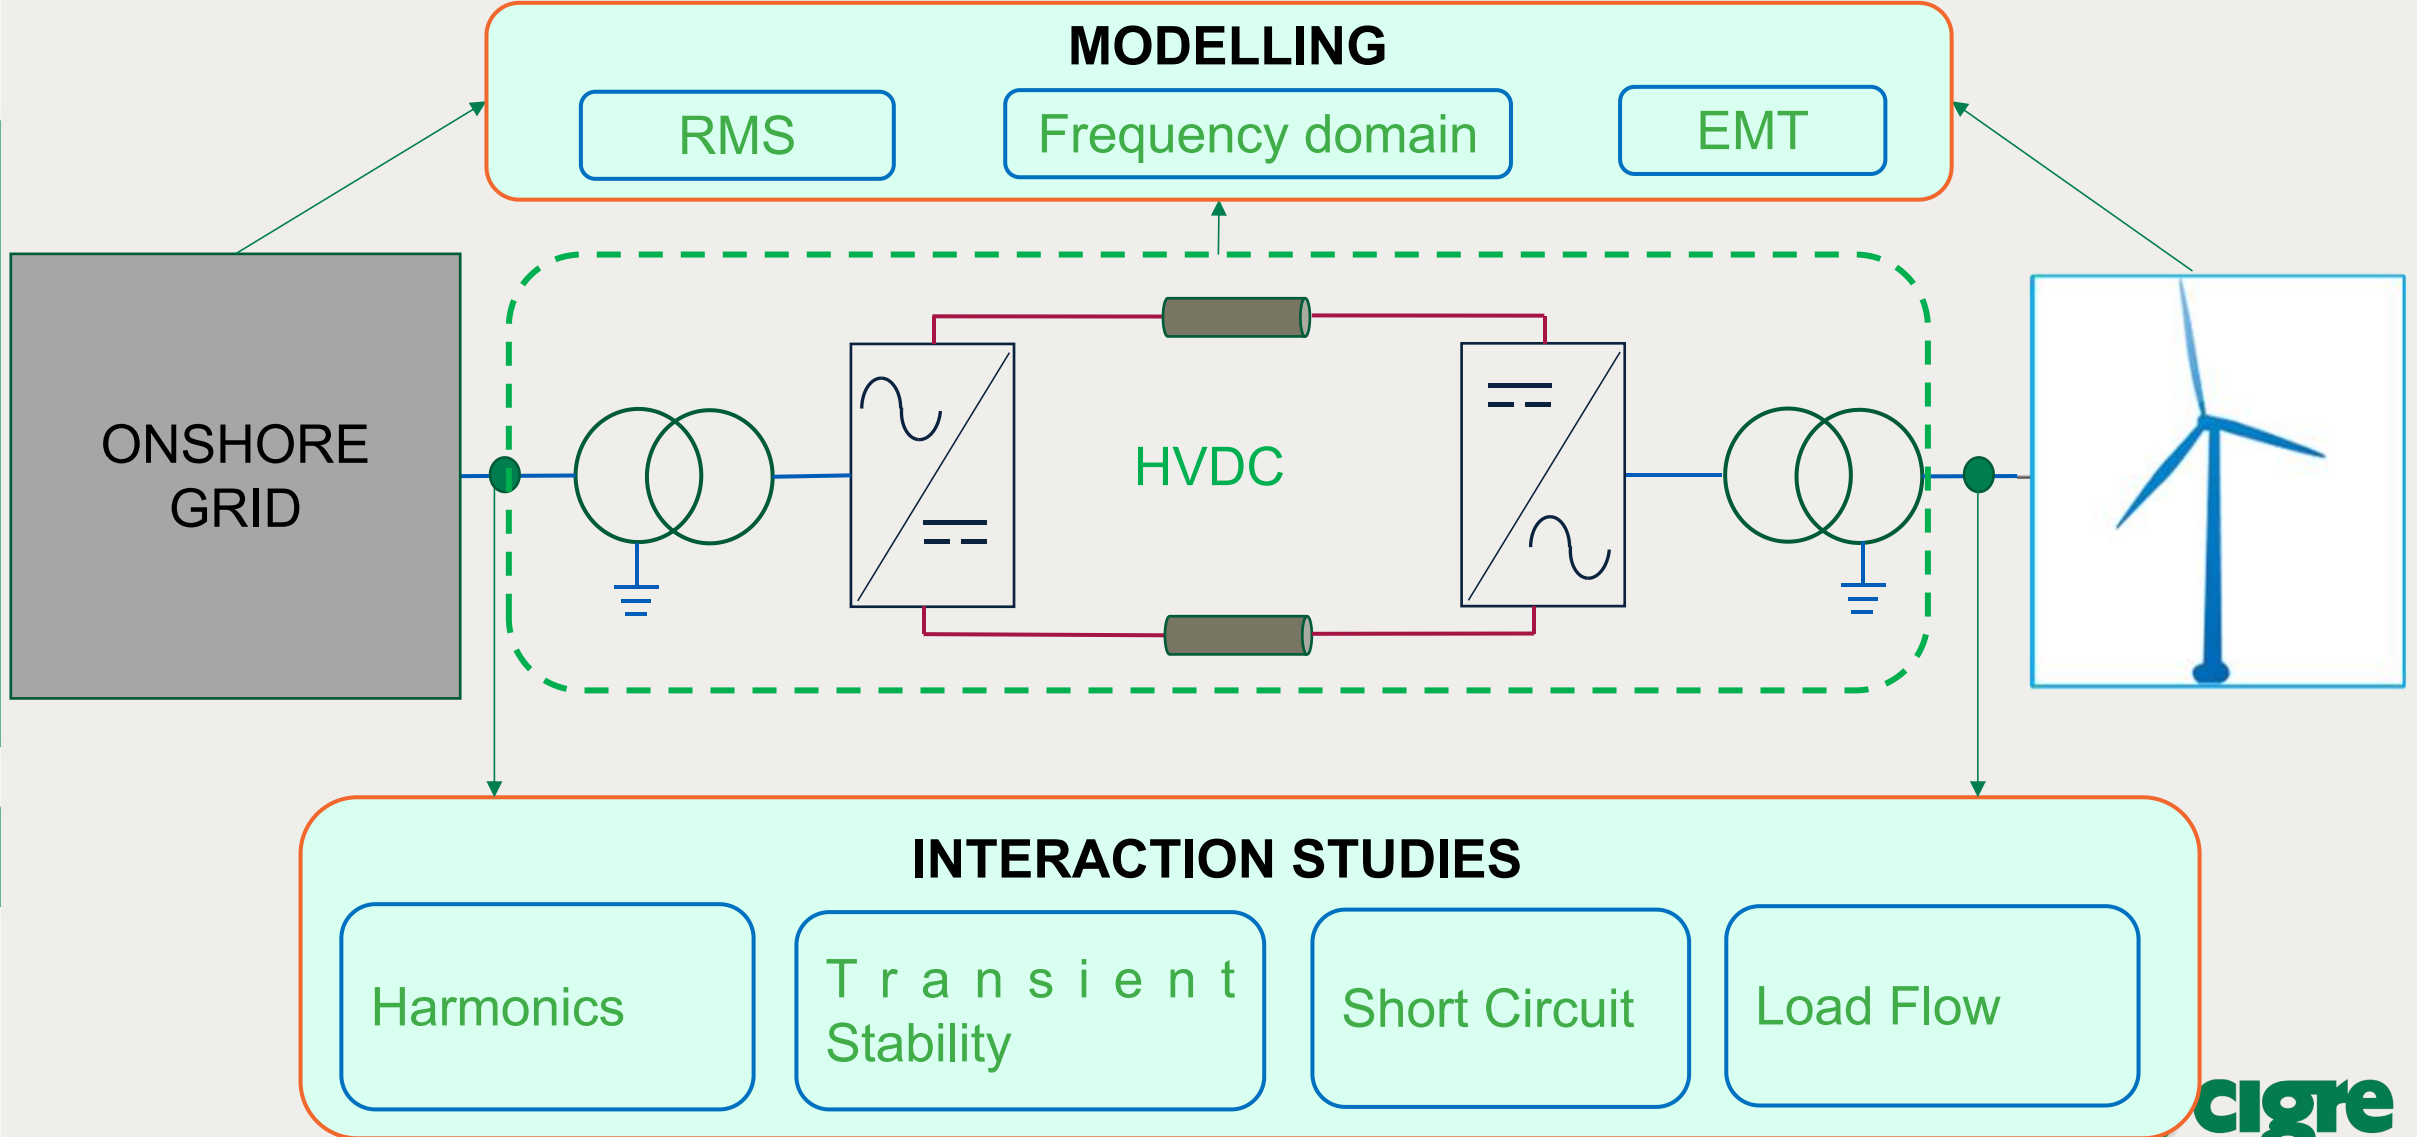 MODELLING
RMS
Frequency domain
EMT
ONSHORE
GRID
HVDC
INTERACTION STUDIES
Harmonics
Transient
Stability
Short Circuit
Load Flow
cigre